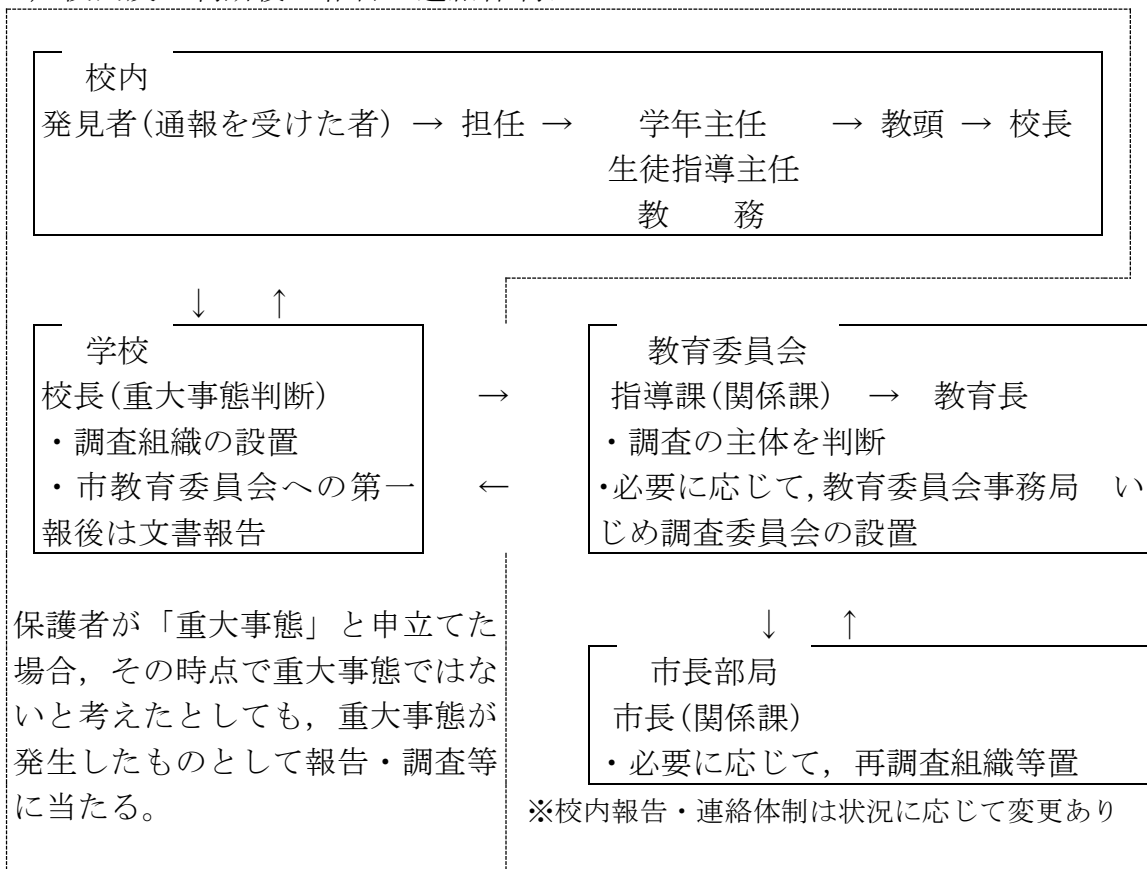 校内
発見者(通報を受けた者) → 担任 → 学年主任 → 教頭 → 校長
生徒指導主任
教　　務
↓　↑
学校
校長(重大事態判断)
・調査組織の設置
・市教育委員会への第一
報後は文書報告
→
←
教育委員会
指導課(関係課) → 教育長
・調査の主体を判断
・必要に応じて,教育委員会事務局　い
じめ調査委員会の設置
↓　↑
保護者が「重大事態」と申立てた
場合，その時点で重大事態ではな
いと考えたとしても，重大事態が
発生したものとして報告・調査等
に当たる。
市長部局
市長(関係課)
・必要に応じて，再調査組織等置
※校内報告・連絡体制は状況に応じて変更あり